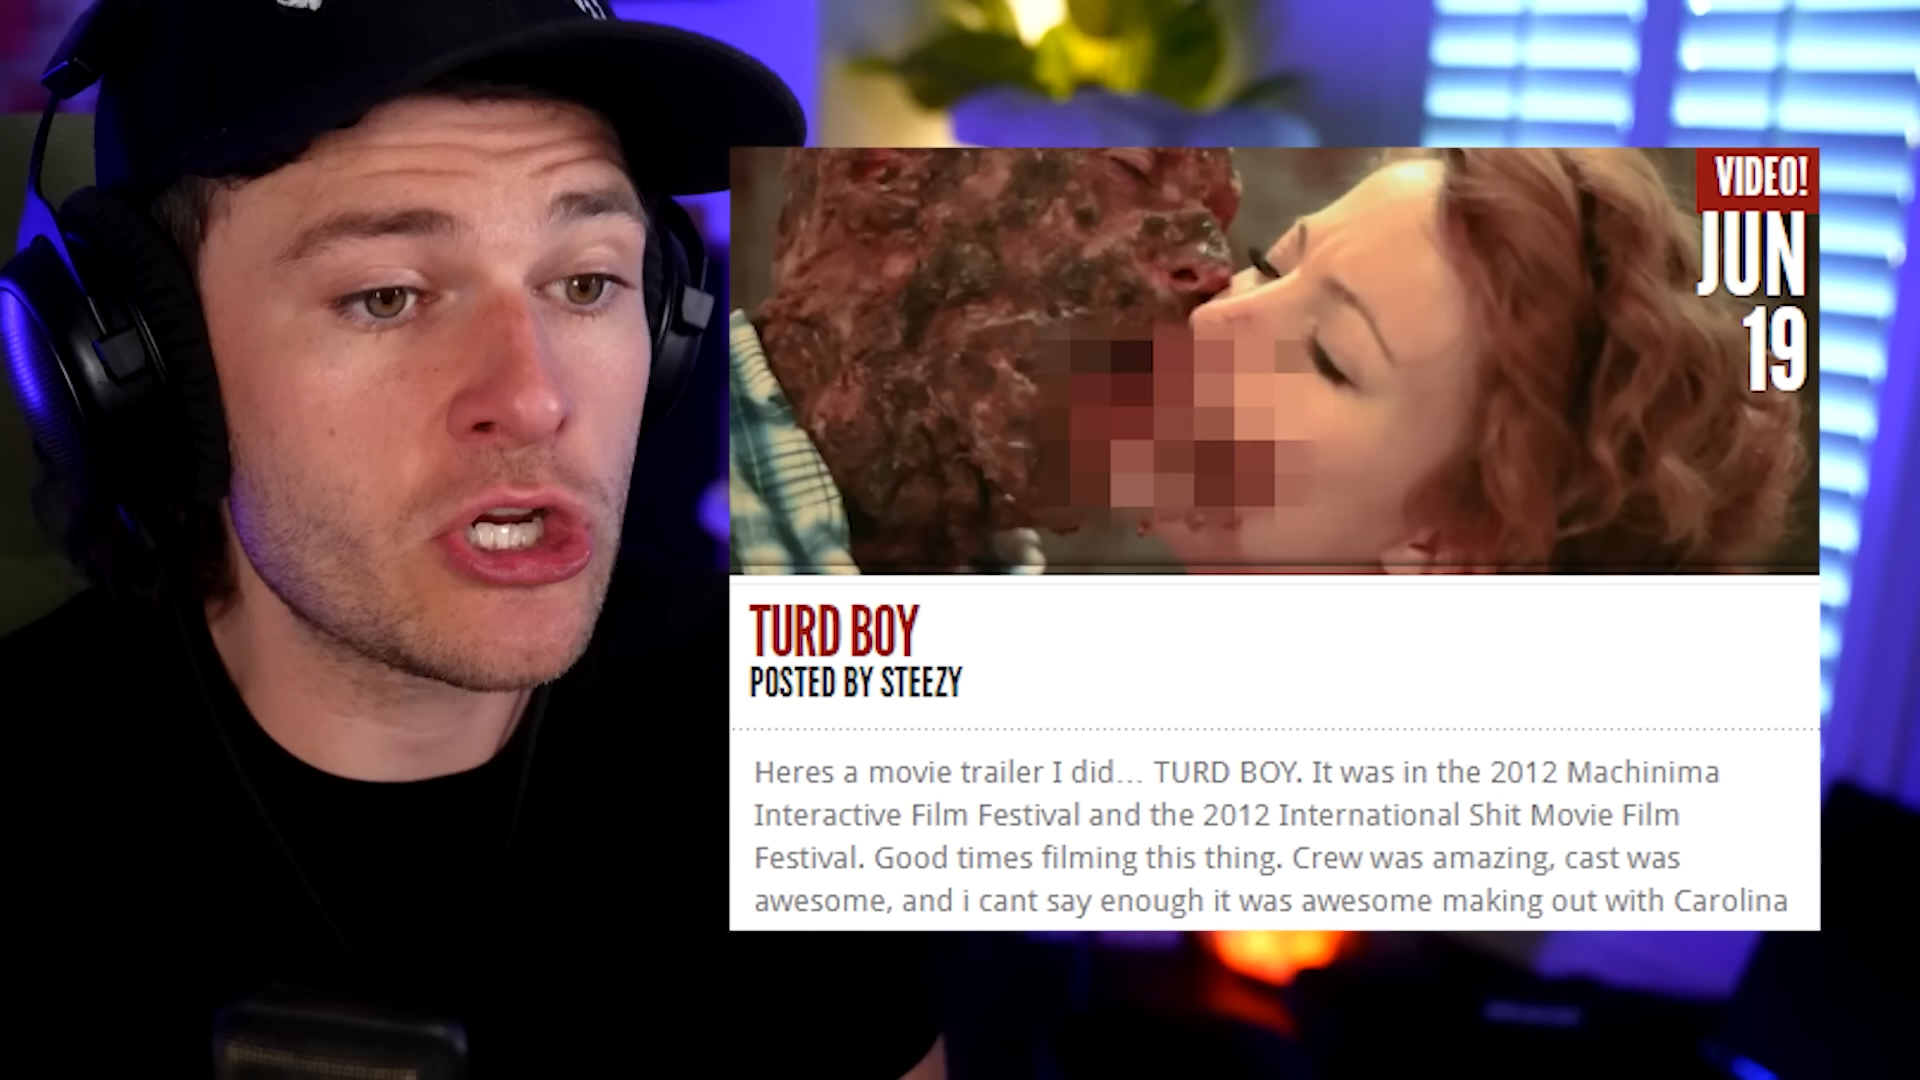 VIDEO!
JUN
19
TURD BOY
POSTED BY STEEZY
Heres a movie trailer I did... TURD BOY. It was in the 2012 Machinima
Interactive Film Festival and the 2012 International Shit Movie Film
Festival. Good times filming this thing. Crew was amazing, cast was
awesome, and i cant say enough it was awesome making out with Carolina